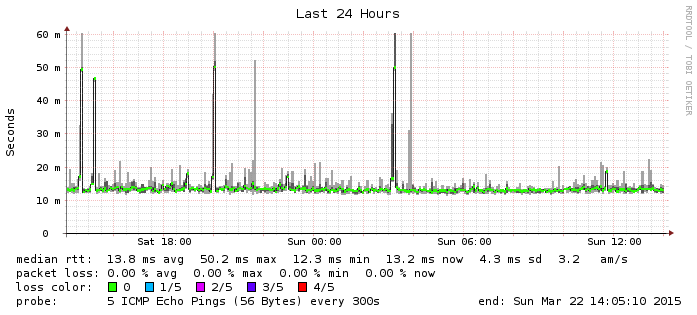 Last 24 Hours
RRDTOOL / TOBI OETIKER
Seconds
60 m
50 m
40 m
30 m
20 m
10 m
0
Sat 18:00 Sun 00:00 Sun 06:00 Sun 12:00
median rtt: 13.8 ms avg 50.2 ms max 12.3 ms min 13.2 ms now 4.3 ms sd 3.2 am/s
packet loss: 0.00 % avg 0.00 % max 0.00 % min 0.00 % now
loss color: 0 1/5 2/5 3/5 4/5
probe: 5 ICMP Echo Pings (56 Bytes) every 300s end: Sun Mar 22 14:05:10 2015